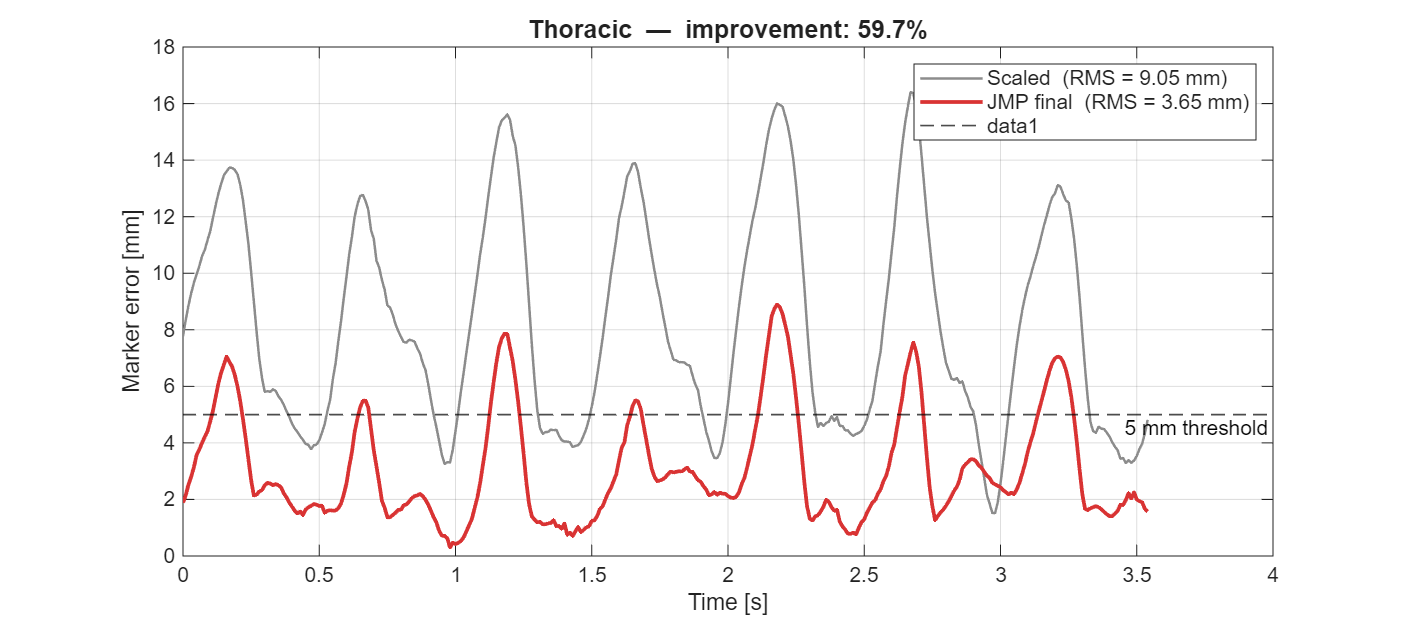 Thoracic — improvement: 59.7%
18
16
14
12
10
8
6
4
2
0
Marker error [mm]
Scaled (RMS = 9.05 mm)
JMP final (RMS = 3.65 mm)
data1
5 mm threshold
0 0.5 1 1.5 2 2.5 3 3.5 4
Time [s]